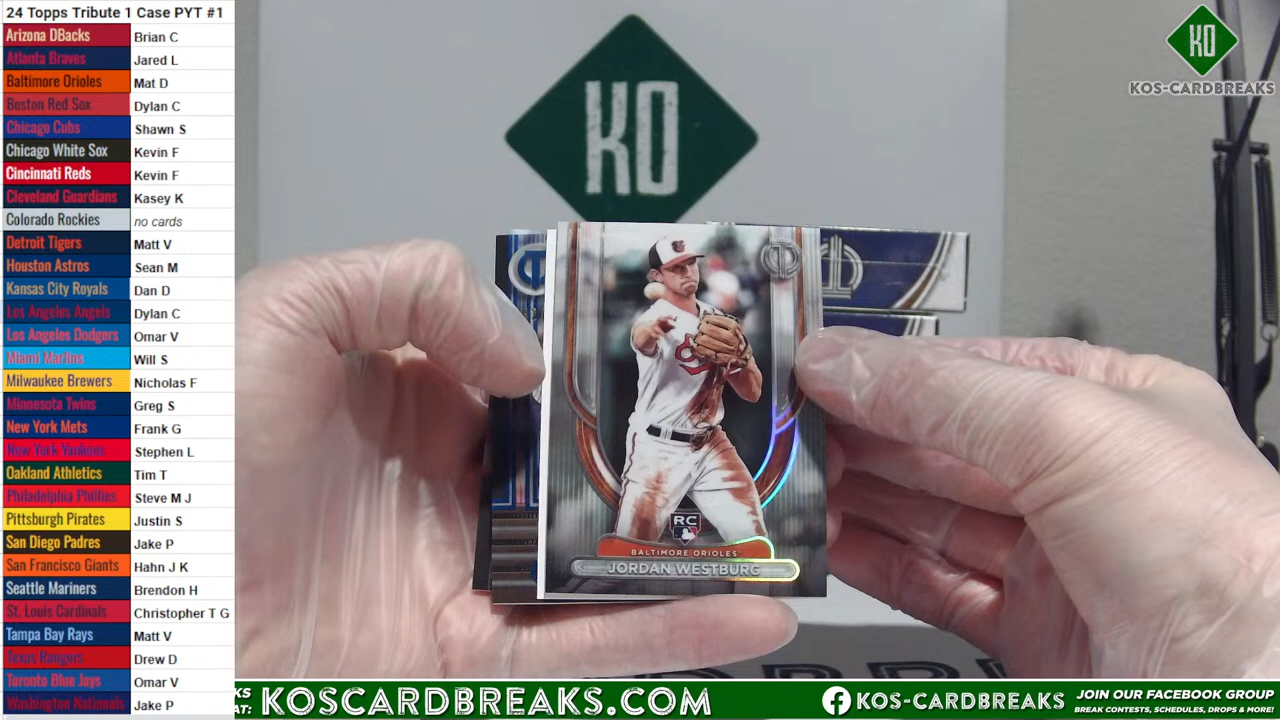 24 Topps Tribute 1 Case PYT #1
Arizona DBacks Brian C
Atlanta Braves Jared L
Baltimore Orioles Mat D
Boston Red Sox Dylan C
Chicago Cubs Shawn S
Chicago White Sox Kevin F
Cincinnati Reds Kevin F
Cleveland Guardians Kasey K
Colorado Rockies no cards
Detroit Tigers Matt V
Houston Astros Sean M
Kansas City Royals Dan D
Los Angeles Angels Dylan C
Los Angeles Dodgers Omar V
Miami Marlins Will S
Milwaukee Brewers Nicholas F
Minnesota Twins Greg S
New York Mets Frank G
New York Yankees Stephen L
Oakland Athletics Tim T
Philadelphia Phillies Steve M J
Pittsburgh Pirates Justin S
San Diego Padres Jake P
San Francisco Giants Hahn J K
Seattle Mariners Brendon H
St. Louis Cardinals Christopher T G
Tampa Bay Rays Matt V
Texas Rangers Drew D
Toronto Blue Jays Omar V
Washington Nationals Jake P
KO
KO
KOS-CARDBREAKS
RC
BALTIMORE ORIOLES
JORDAN WESTBURG
KS
AT:
KOSCARDBREAKS.COM
KOS-CARDBREAKS
JOIN OUR FACEBOOK GROUP
BREAK CONTESTS, SCHEDULES, DROPS & MORE!